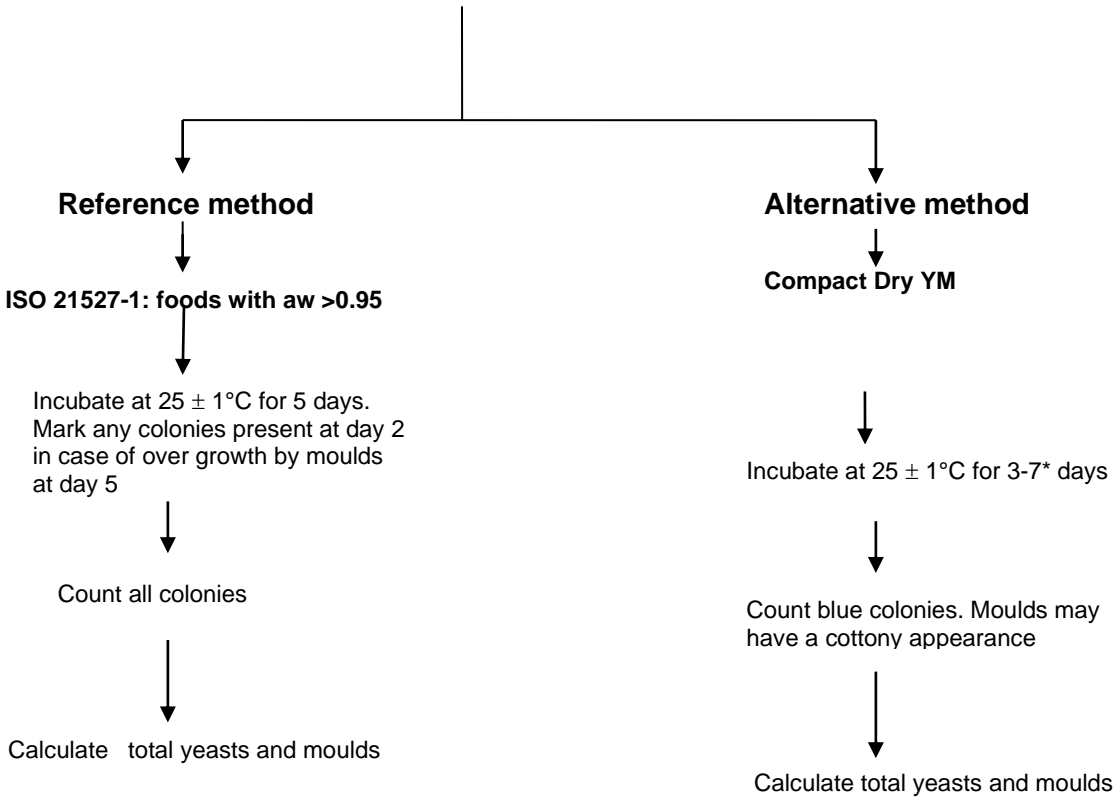 Reference method
ISO 21527-1: foods with aw >0.95
Incubate at 25 ± 1°C for 5 days.
Mark any colonies present at day 2
in case of over growth by moulds
at day 5
Count all colonies
Calculate total yeasts and moulds
Alternative method
Compact Dry YM
Incubate at 25 ± 1°C for 3-7* days
Count blue colonies. Moulds may
have a cottony appearance
Calculate total yeasts and moulds